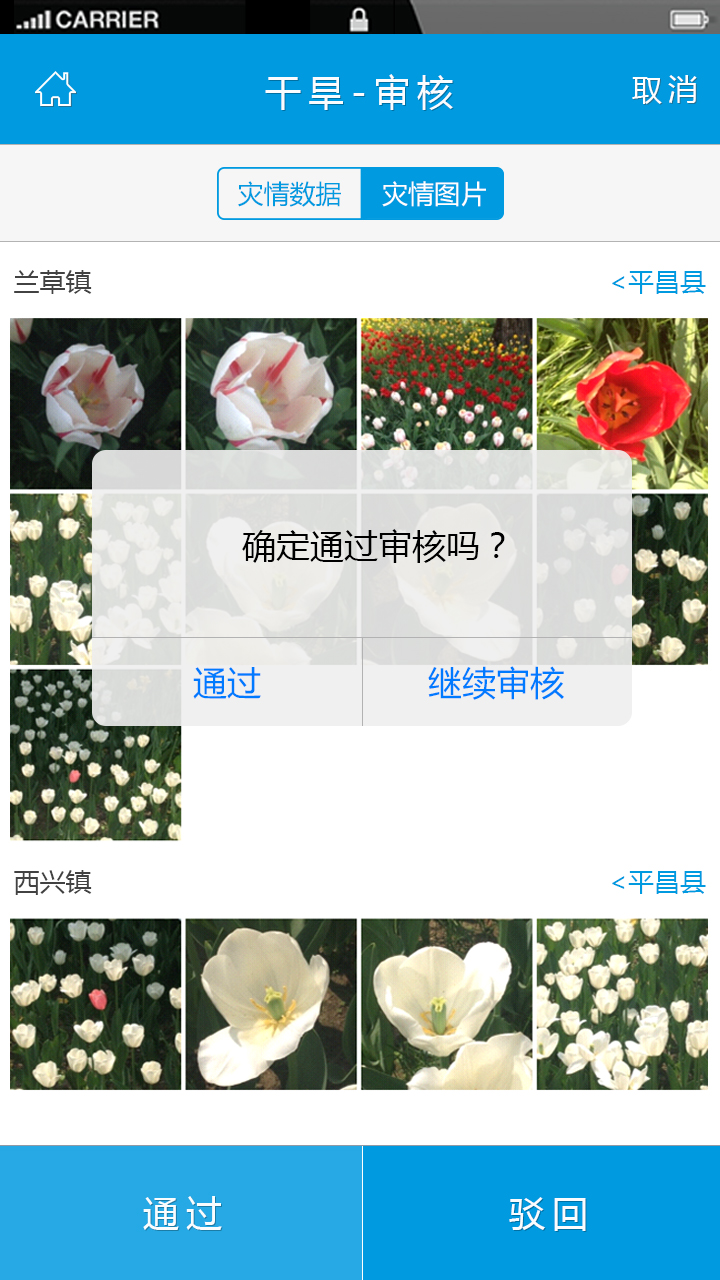 CARRIER
干旱-审核
取消
灾情数据
灾情图片
兰草镇
<平昌县
确定通过审核吗？
通过
继续审核
西兴镇
<平昌县
通过
驳回